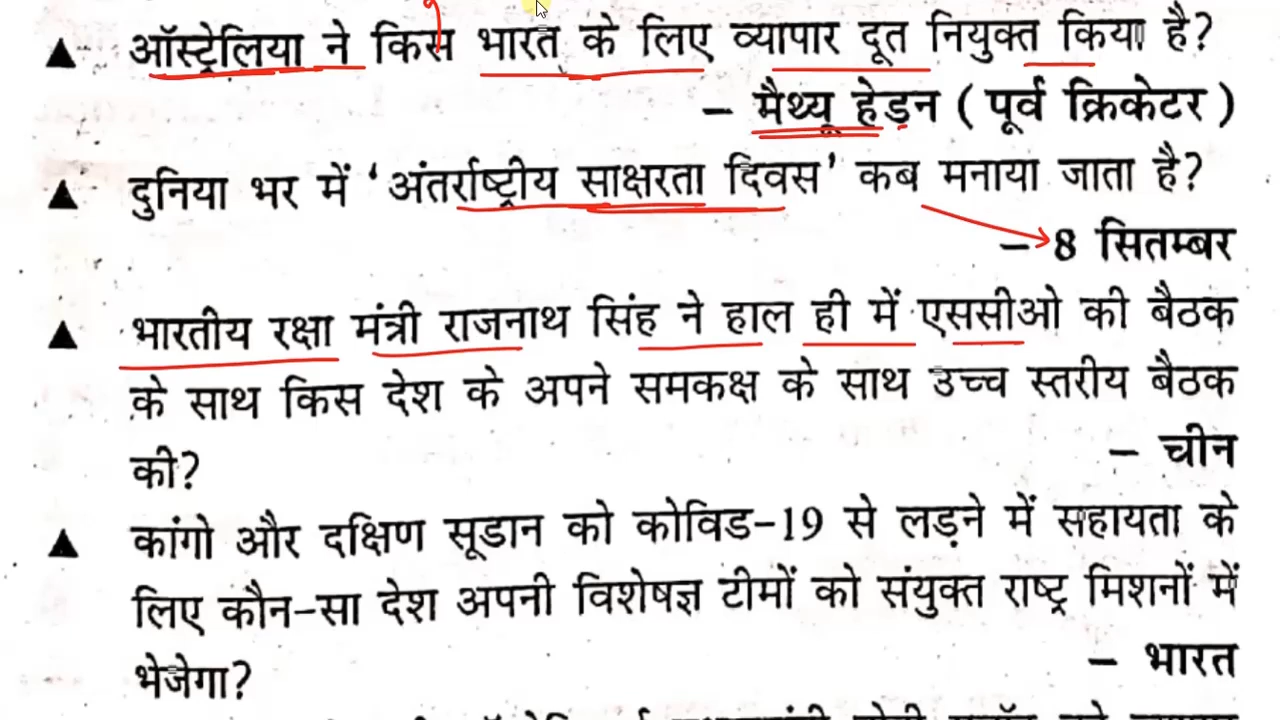 ▲ ऑस्ट्रेलिया ने किस भारत के लिए व्यापार दूत नियुक्त किया है?
– मैथ्यू हेडन ( पूर्व क्रिकेटर )
▲ दुनिया भर में ‘अंतर्राष्ट्रीय साक्षरता दिवस’ कब मनाया जाता है?
– 8 सितम्बर
▲ भारतीय रक्षा मंत्री राजनाथ सिंह ने हाल ही में एससीओ की बैठक
के साथ किस देश के अपने समकक्ष के साथ उच्च स्तरीय बैठक
की?
– चीन
▲ कांगो और दक्षिण सूडान को कोविड-19 से लड़ने में सहायता के
लिए कौन-सा देश अपनी विशेषज्ञ टीमों को संयुक्त राष्ट्र मिशनों में
भेजेगा?
– भारत